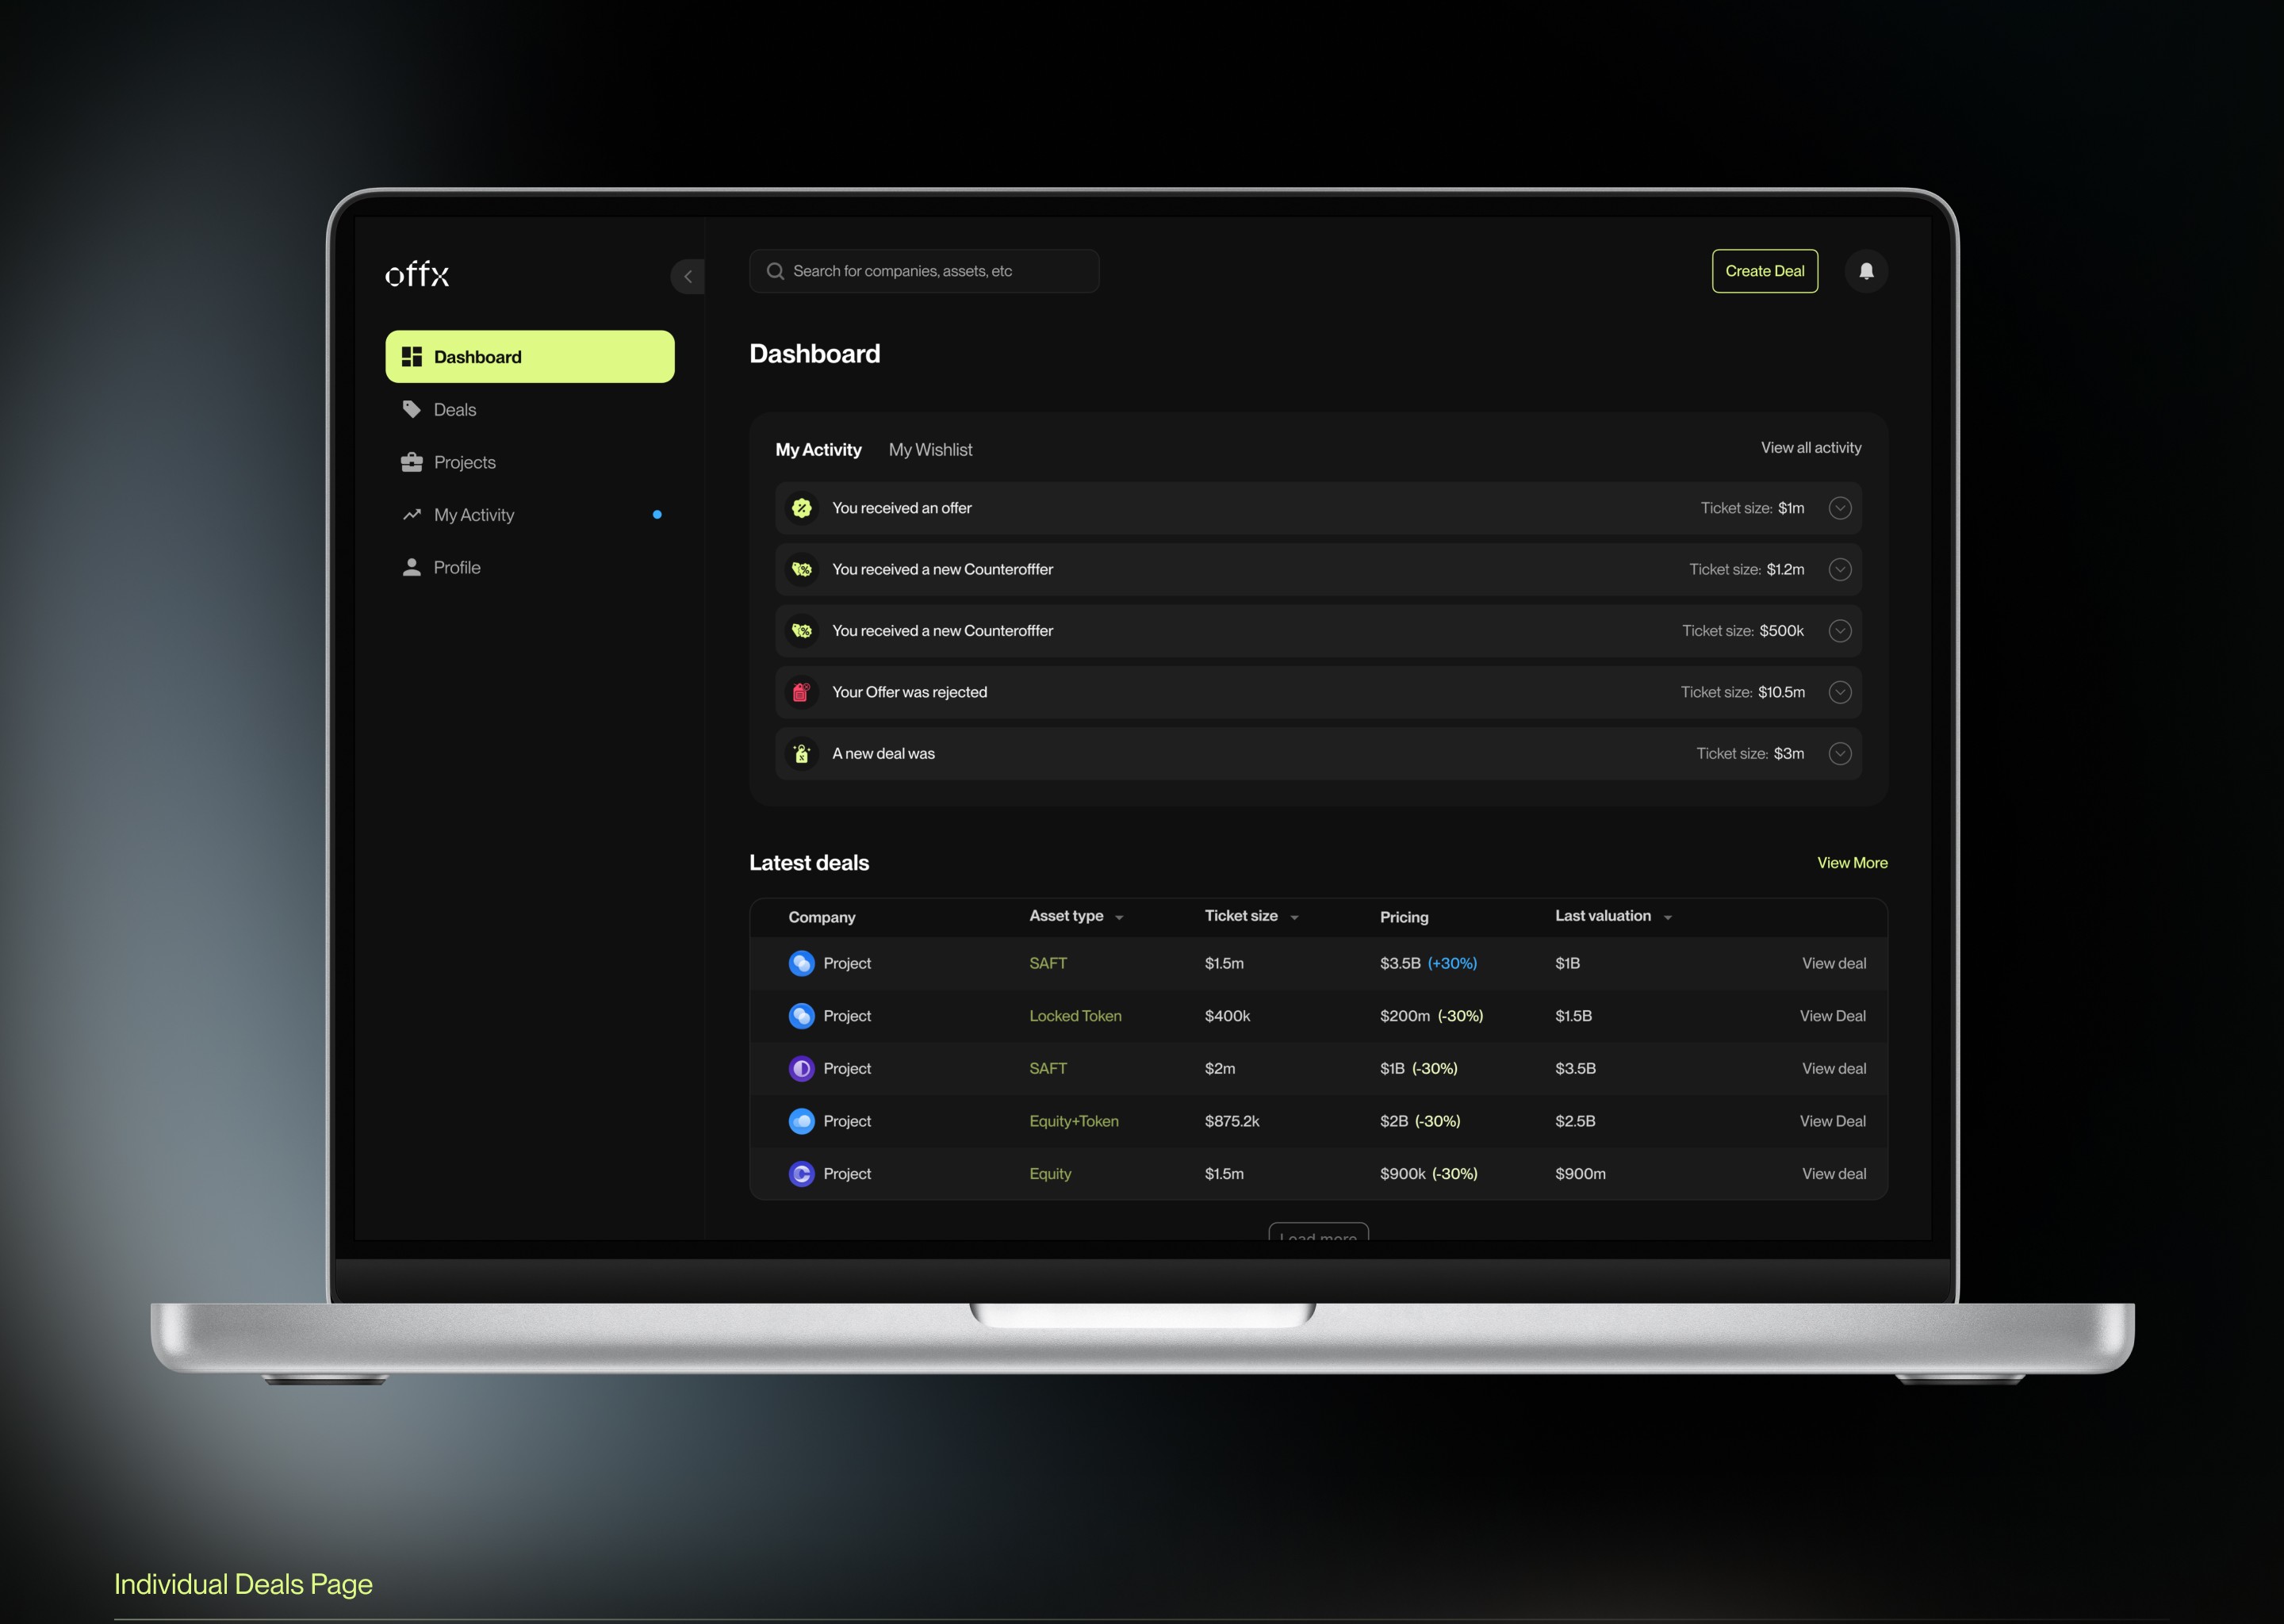 offx
Search for companies, assets, etc
Create Deal
Dashboard
Deals
Projects
My Activity
Profile
Dashboard
My Activity My Wishlist View all activity
You received an offer Ticket size: $1m
You received a new Counterofffer Ticket size: $1.2m
You received a new Counterofffer Ticket size: $500k
Your Offer was rejected Ticket size: $10.5m
A new deal was Ticket size: $3m
Latest deals View More
Company Asset type Ticket size Pricing Last valuation
Project SAFT $1.5m $3.5B (+30%) $1B View deal
Project Locked Token $400k $200m (-30%) $1.5B View Deal
Project SAFT $2m $1B (-30%) $3.5B View deal
Project Equity+Token $875.2k $2B (-30%) $2.5B View Deal
Project Equity $1.5m $900k (-30%) $900m View deal
Load more
Individual Deals Page